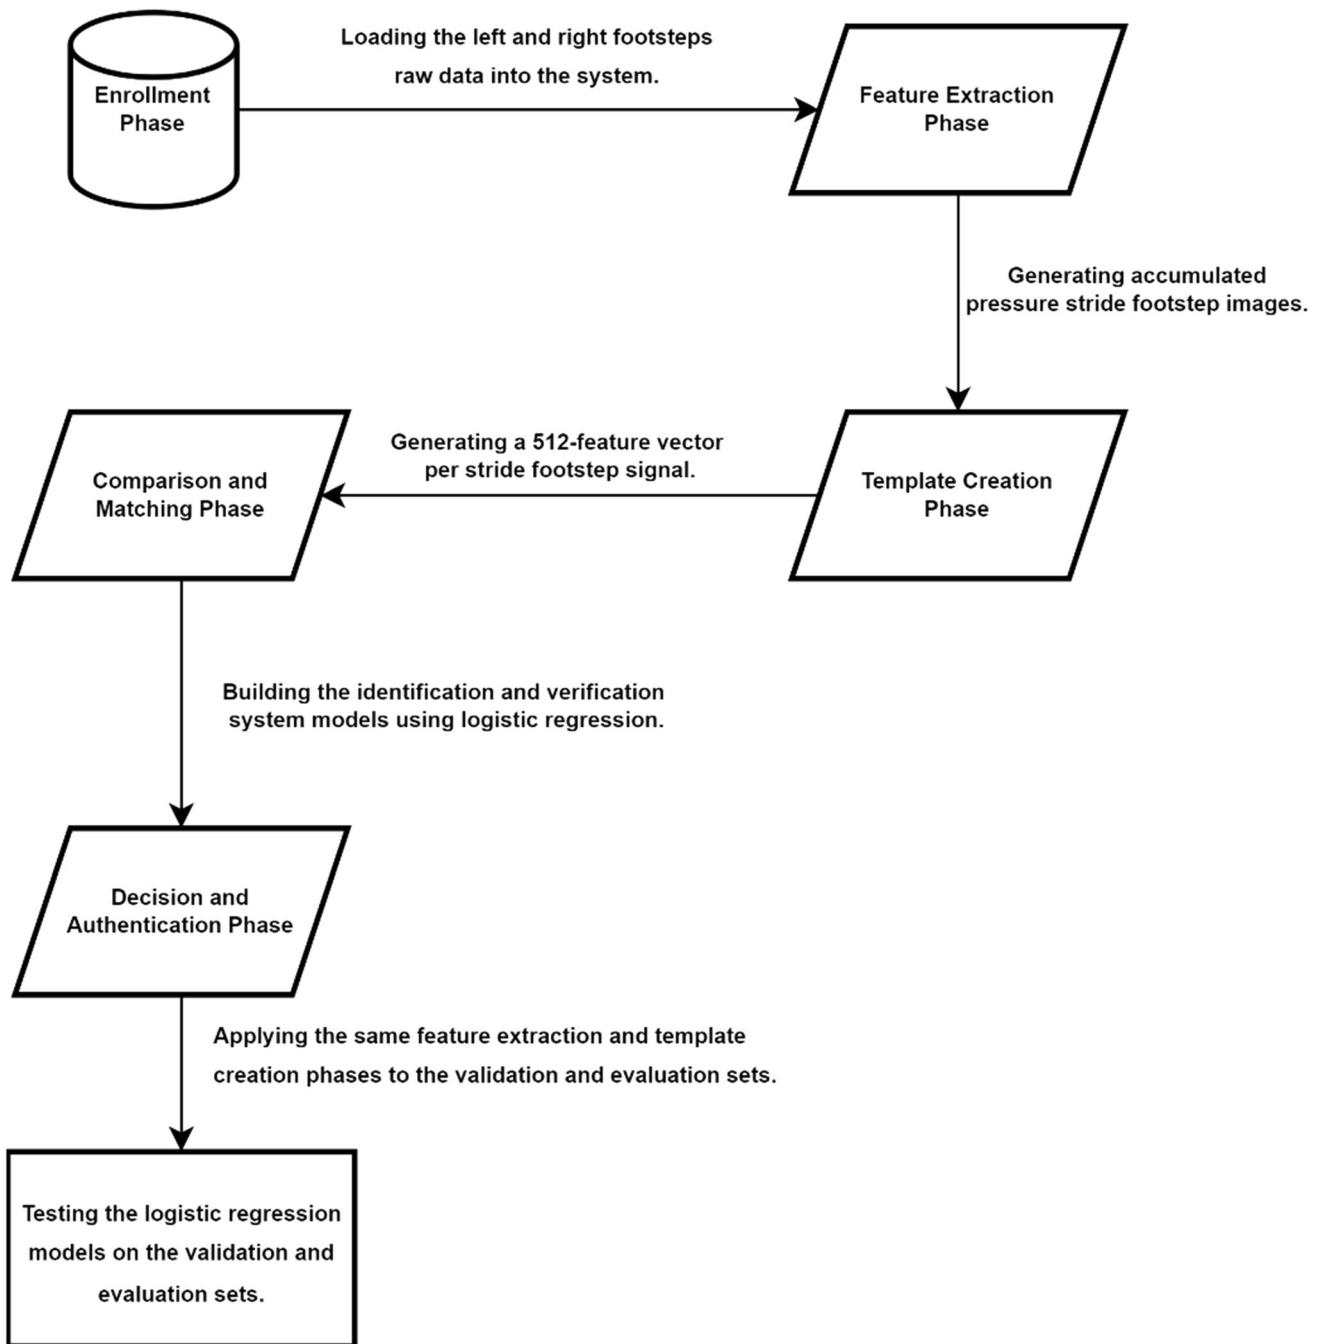 Enrollment
Phase
Loading the left and right footsteps
raw data into the system.
Feature Extraction
Phase
Generating accumulated
pressure stride footstep images.
Template Creation
Phase
Generating a 512-feature vector
per stride footstep signal.
Comparison and
Matching Phase
Building the identification and verification
system models using logistic regression.
Decision and
Authentication Phase
Applying the same feature extraction and template
creation phases to the validation and evaluation sets.
Testing the logistic regression
models on the validation and
evaluation sets.